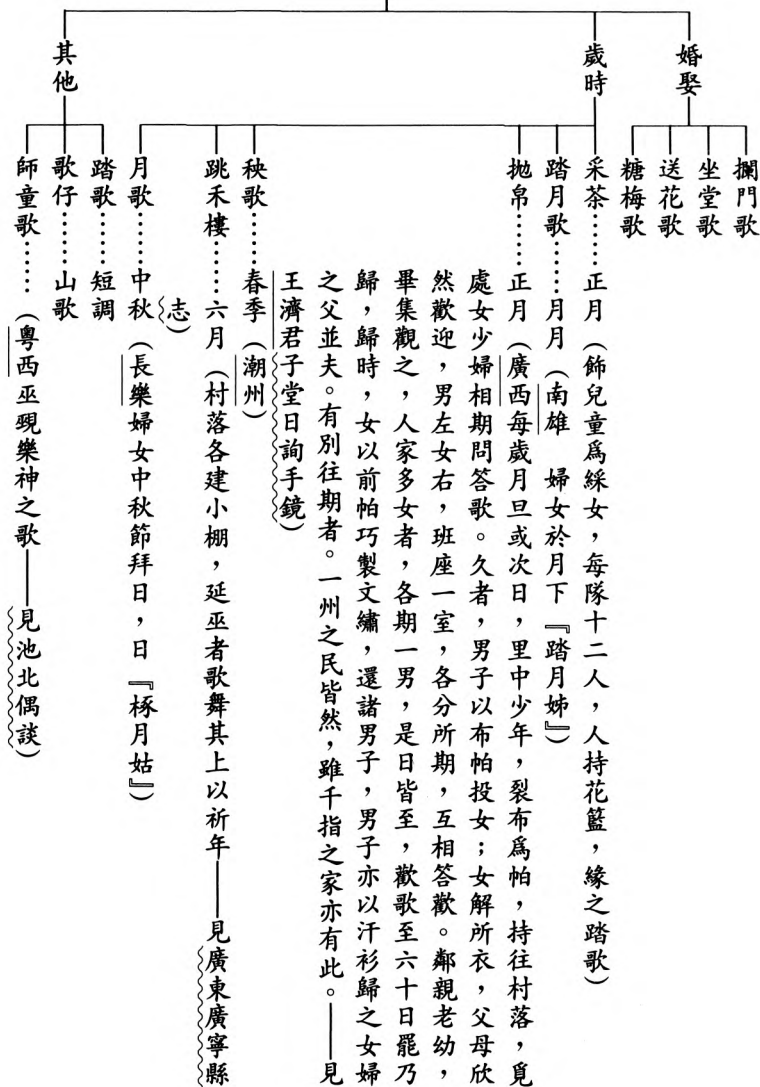 婚娶
攔門歌
坐堂歌
送花歌
糖梅歌
歲時
采茶……正月（飾兒童爲綵女，每隊十二人，人持花籃，緣之踏歌）
踏月歌……月月（南雄　婦女於月下『踏月姊』）
拋帛……正月（廣西每歲月旦或次日，里中少年，裂布爲帕，持往村落，覓
處女少婦相期問答歌。久者，男子以布帕投女；女解所衣，父母欣
然歡迎，男左女右，班座一室，各分所期，互相答歡。鄰親老幼，
畢集觀之，人家多女者，各期一男，是日皆至，歡歌至六十日罷乃
歸，歸時，女以前帕巧製文繡，還諸男子，男子亦以汗衫歸之女婦
之父並夫。有別往期者。一州之民皆然，雖千指之家亦有此。——見
王濟君子堂日詢手鏡）
秧歌……春季（潮州）
跳禾樓……六月（村落各建小棚，延巫者歌舞其上以祈年——見廣東廣寧縣
志）
月歌……中秋（長樂婦女中秋節拜日，日『椓月姑』）
其他
踏歌……短調
歌仔……山歌
師童歌……（粵西巫覡樂神之歌——見池北偶談）